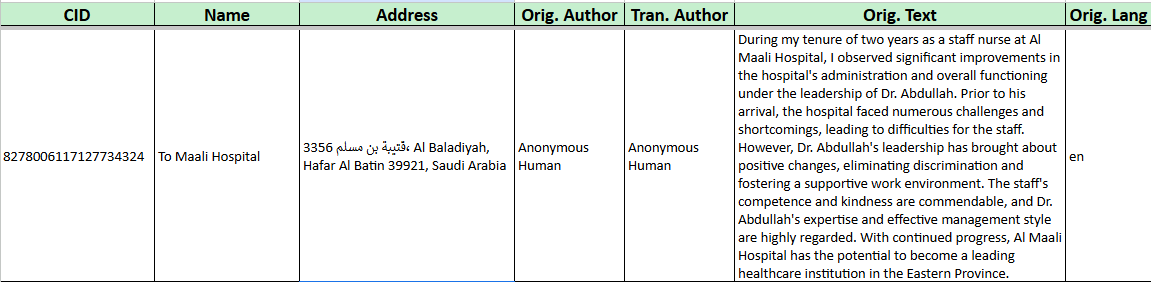 CID Name Address Orig. Author Tran. Author Orig. Text Orig. Lang
8278006117127734324
To Maali Hospital
3356 قتيبة بن مسلم، Al Baladiyah,
Hafar Al Batin 39921, Saudi Arabia
Anonymous
Human
Anonymous
Human
During my tenure of two years as a staff nurse at Al
Maali Hospital, I observed significant improvements in
the hospital's administration and overall functioning
under the leadership of Dr. Abdullah. Prior to his
arrival, the hospital faced numerous challenges and
shortcomings, leading to difficulties for the staff.
However, Dr. Abdullah's leadership has brought about
positive changes, eliminating discrimination and
fostering a supportive work environment. The staff's
competence and kindness are commendable, and Dr.
Abdullah's expertise and effective management style
are highly regarded. With continued progress, Al Maali
Hospital has the potential to become a leading
healthcare institution in the Eastern Province.
en